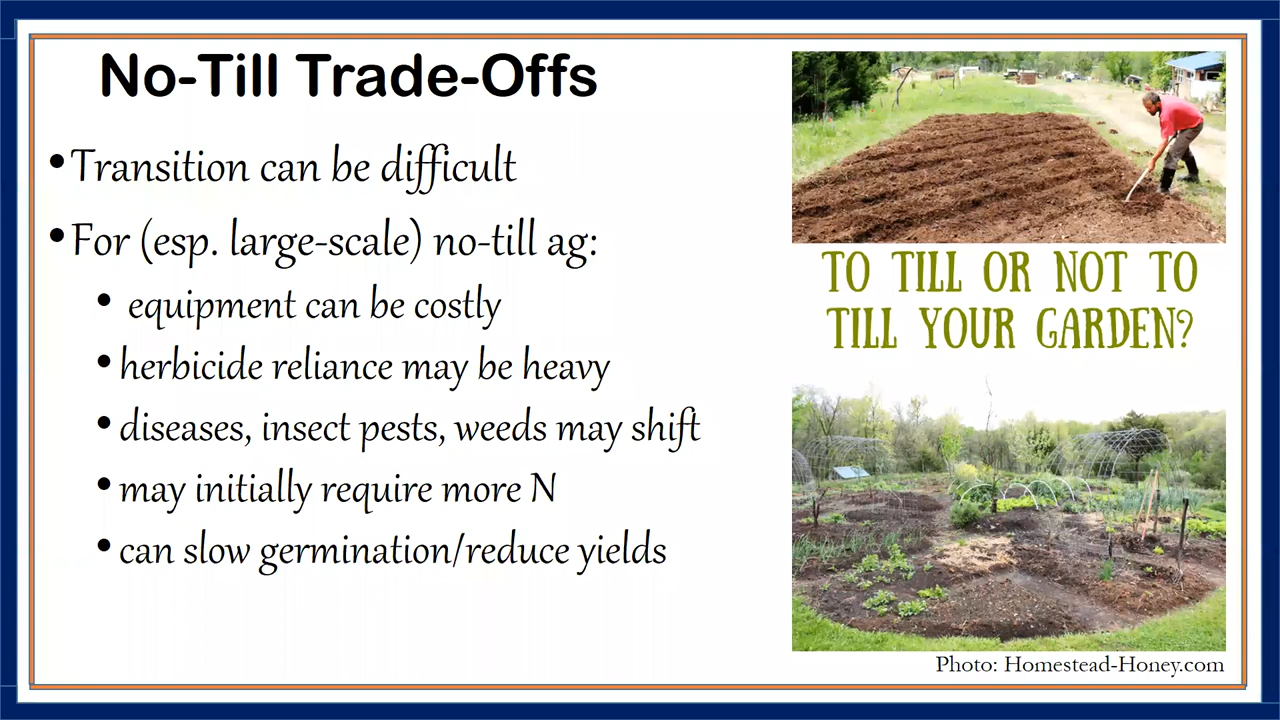 No-Till Trade-Offs
•Transition can be difficult
•For (esp. large-scale) no-till ag:
• equipment can be costly
•herbicide reliance may be heavy
•diseases, insect pests, weeds may shift
•may initially require more N
•can slow germination/reduce yields
TO TILL OR NOT TO
TILL YOUR GARDEN?
Photo: Homestead-Honey.com